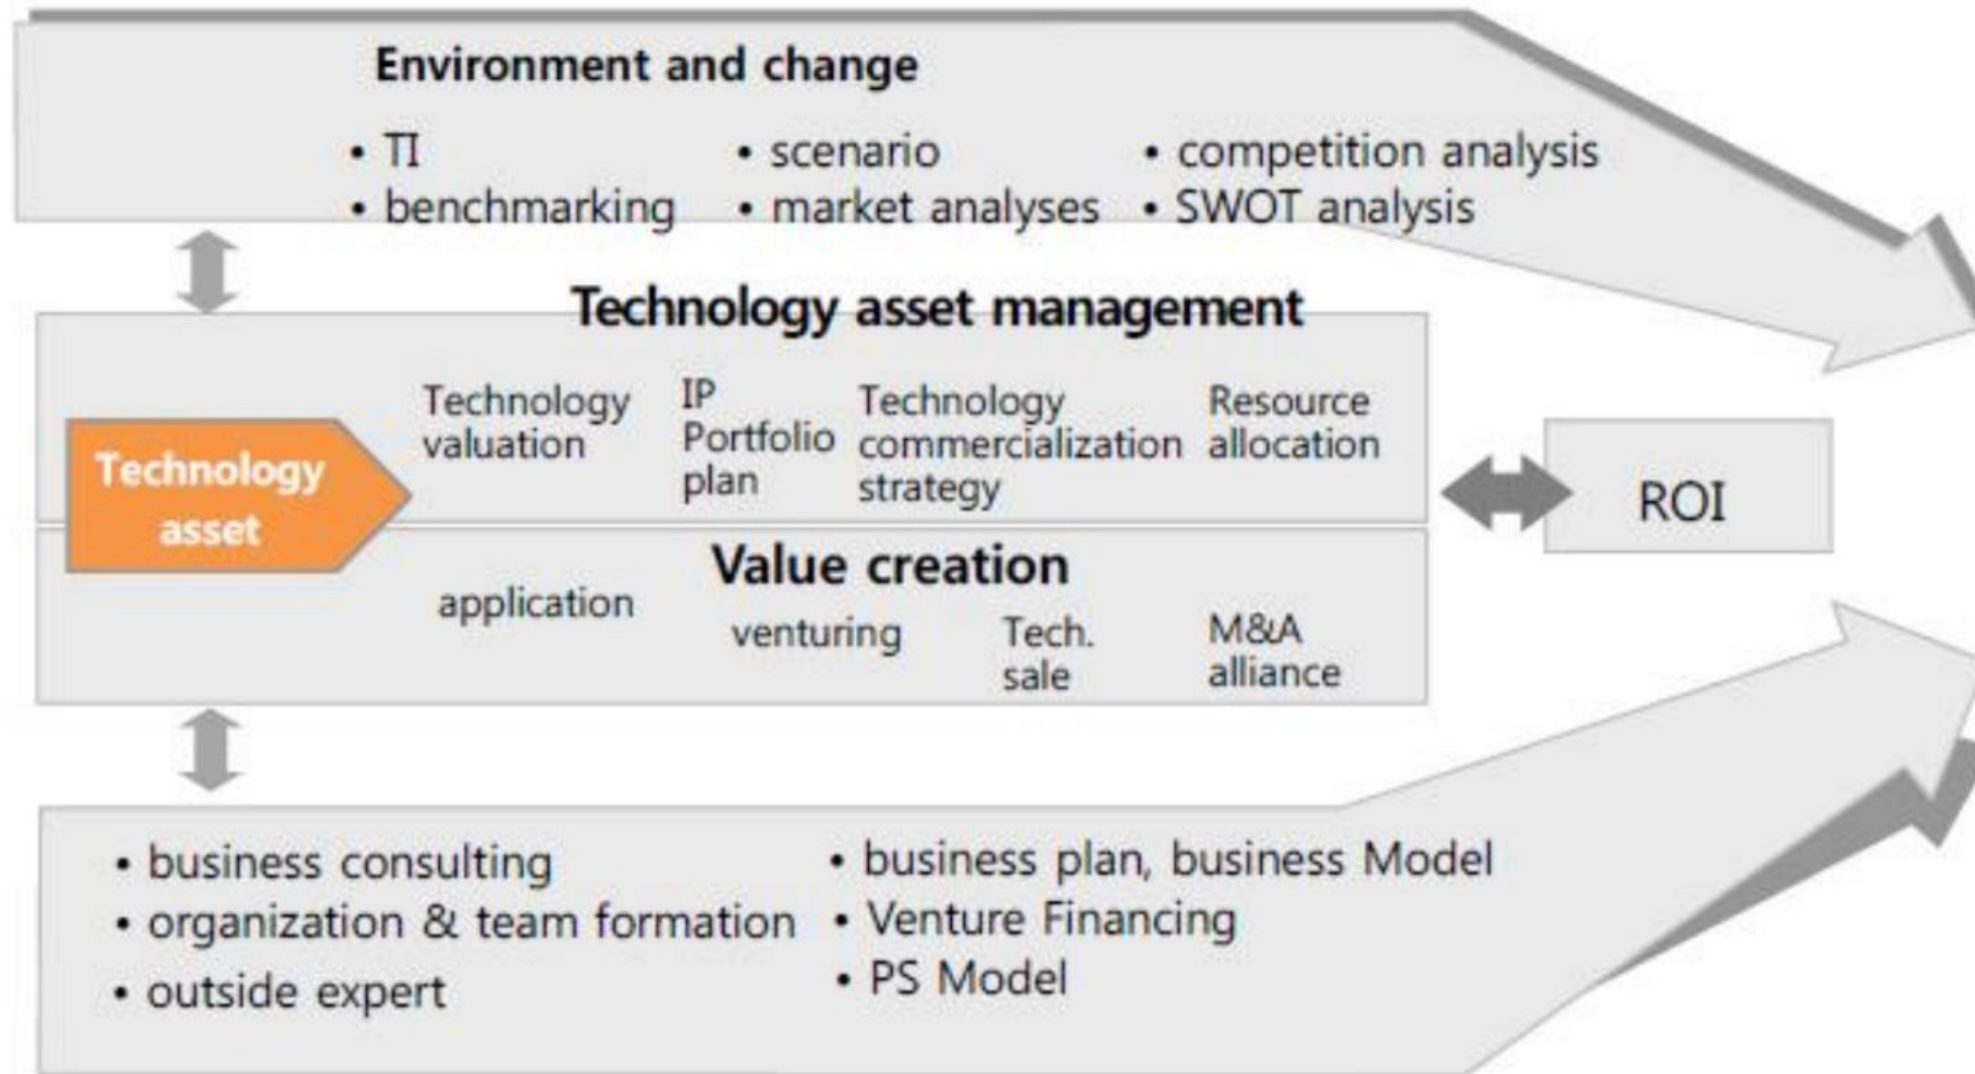 Environment and change
• TI
• benchmarking
• scenario
• market analyses
• competition analysis
• SWOT analysis
Technology asset management
Technology
asset
Technology
valuation
IP
Portfolio
plan
Technology
commercialization
strategy
Resource
allocation
ROI
Value creation
application
venturing
Tech.
sale
M&A
alliance
• business consulting
• organization & team formation
• outside expert
• business plan, business Model
• Venture Financing
• PS Model